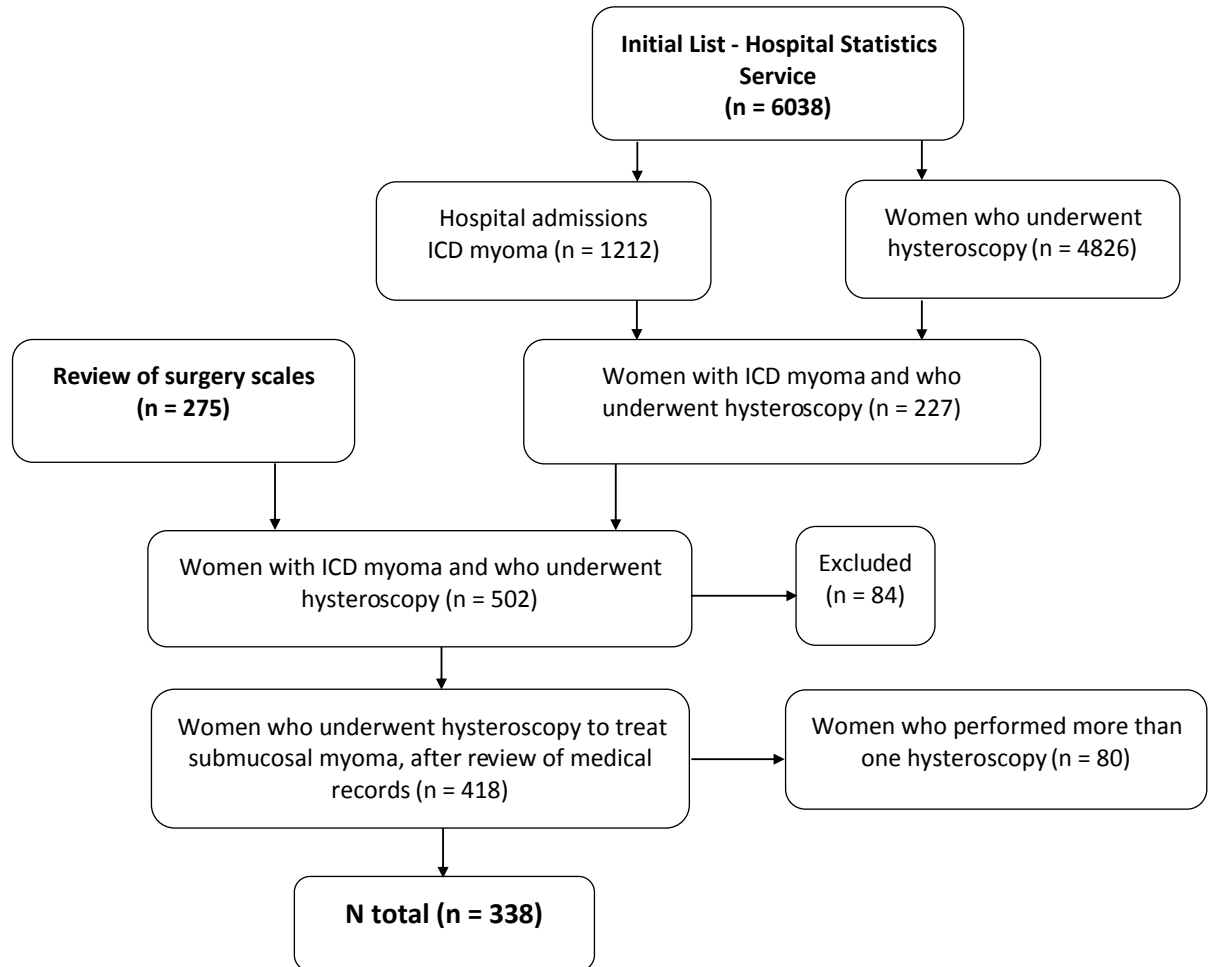 Initial List - Hospital Statistics
Service
(n = 6038)
Hospital admissions
ICD myoma (n = 1212)
Women who underwent
hysteroscopy (n = 4826)
Review of surgery scales
(n = 275)
Women with ICD myoma and who
underwent hysteroscopy (n = 227)
Women with ICD myoma and who underwent
hysteroscopy (n = 502)
Excluded
(n = 84)
Women who underwent hysteroscopy to treat
submucosal myoma, after review of medical
records (n = 418)
Women who performed more than
one hysteroscopy (n = 80)
N total (n = 338)